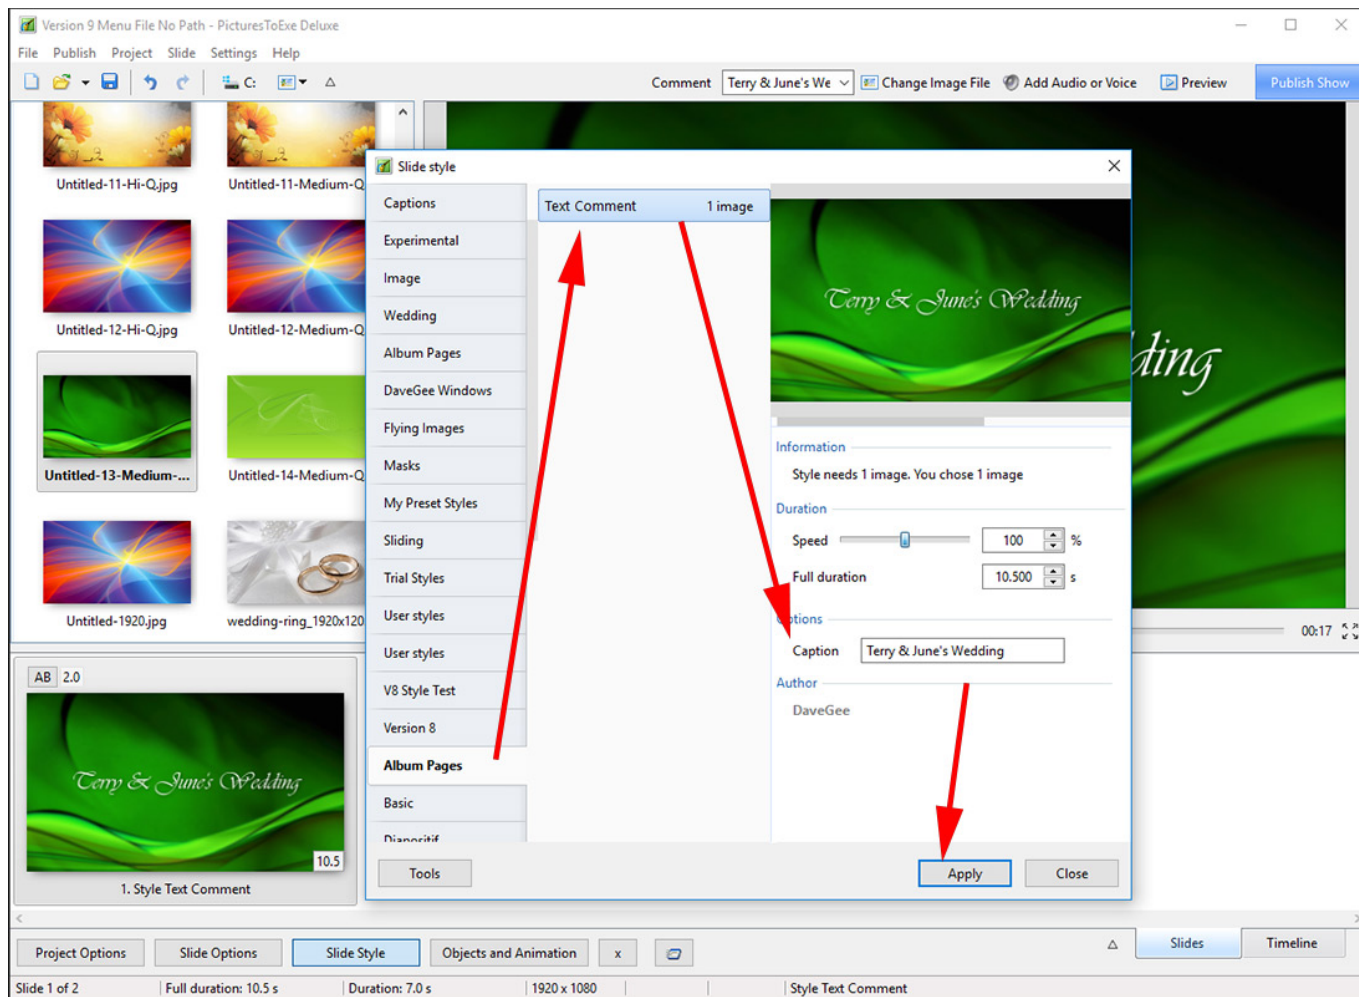 Version 9 Menu File No Path - PicturesToExe Deluxe
File Publish Project Slide Settings Help
C:
Comment Terry & June's We Change Image File Add Audio or Voice Preview Publish Show
Untitled-11-Hi-Q.jpg Untitled-11-Medium-Q
Untitled-12-Hi-Q.jpg Untitled-12-Medium-Q
Untitled-13-Medium-... Untitled-14-Medium-Q
Untitled-1920.jpg wedding-ring_1920x120
Slide style
Captions
Experimental
Image
Wedding
Album Pages
DaveGee Windows
Flying Images
Masks
My Preset Styles
Sliding
Trial Styles
User styles
User styles
V8 Style Test
Version 8
Album Pages
Basic
Diapositif
Text Comment 1 image
Terry & June's Wedding
Information
Style needs 1 image. You chose 1 image
Duration
Speed 100 %
Full duration 10.500 s
Options
Caption Terry & June's Wedding
Author
DaveGee
Tools Apply Close
dding
00:17
AB 2.0
Terry & June's Wedding
10.5
1. Style Text Comment
Project Options Slide Options Slide Style Objects and Animation x Slides Timeline
Slide 1 of 2 Full duration: 10.5 s Duration: 7.0 s 1920 x 1080 Style Text Comment